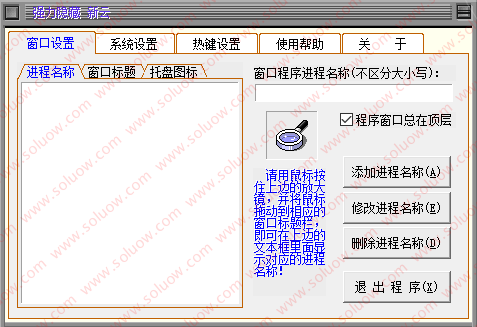 强力隐藏 新云
窗口设置 系统设置 热键设置 使用帮助 关 于
进程名称 窗口标题 托盘图标
窗口程序进程名称(不区分大小写):
程序窗口总在顶层
请用鼠标按
住上边的放大
镜,并将鼠标
拖动到相应的
窗口标题栏,
即可在上边的
文本框里面显
示对应的进程
名称!
添加进程名称(A)
修改进程名称(E)
删除进程名称(D)
退 出 程 序(X)
www.soluow.com